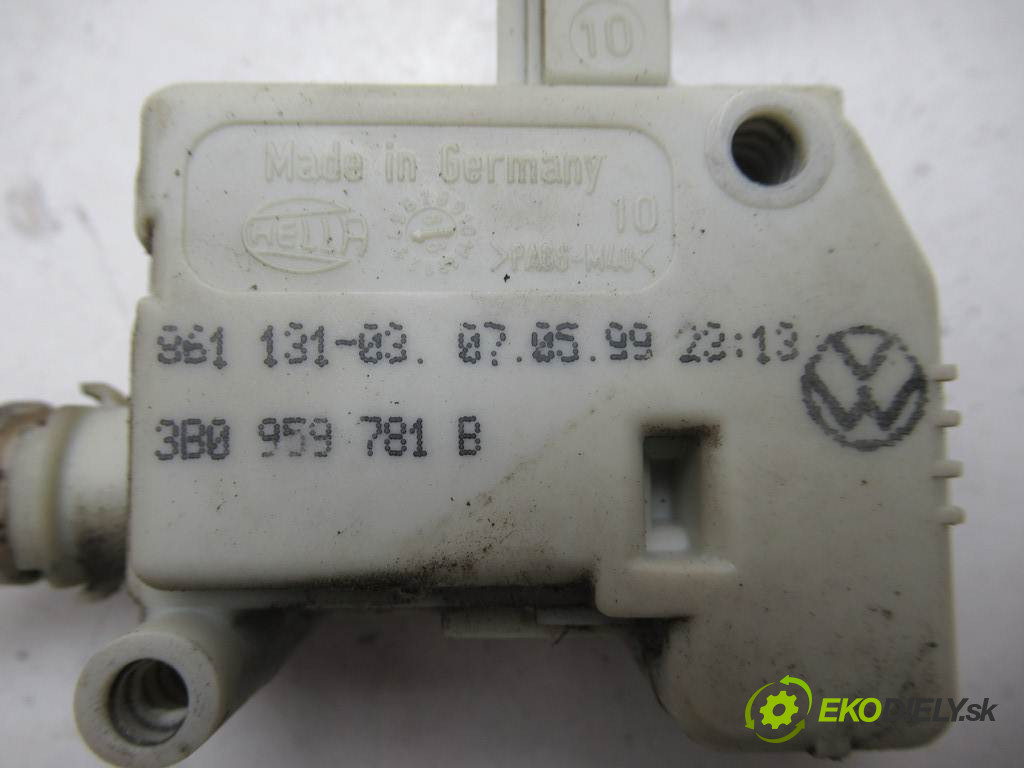 10
Made in Germany
HELLA
10
>PA66-M40<
961 131-03. 07.05.99 23:13
3B0 959 781 B
EKODIELY.sk